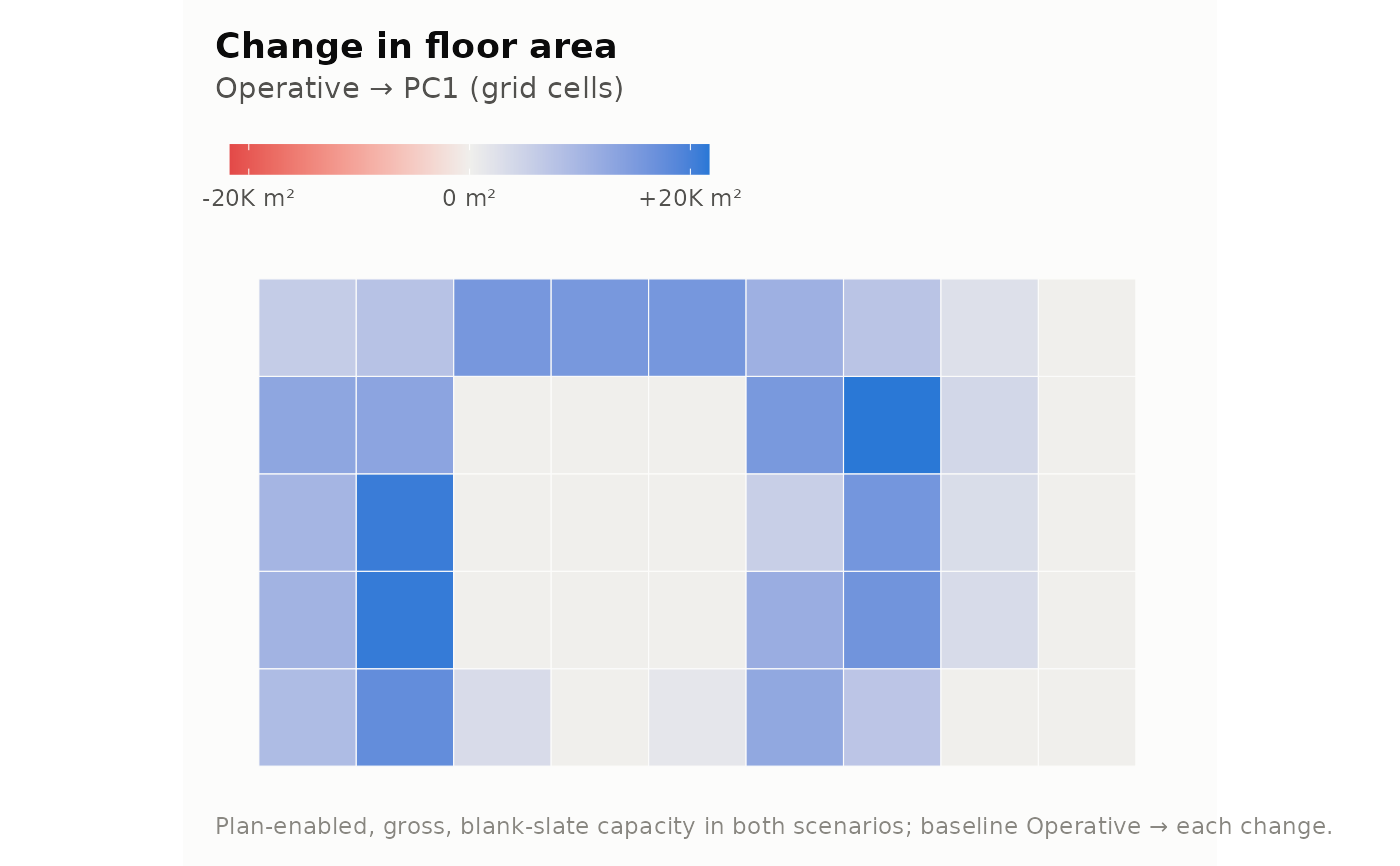 Change in floor area
Operative → PC1 (grid cells)
-20K m² 0 m² +20K m²
Plan-enabled, gross, blank-slate capacity in both scenarios; baseline Operative → each change.